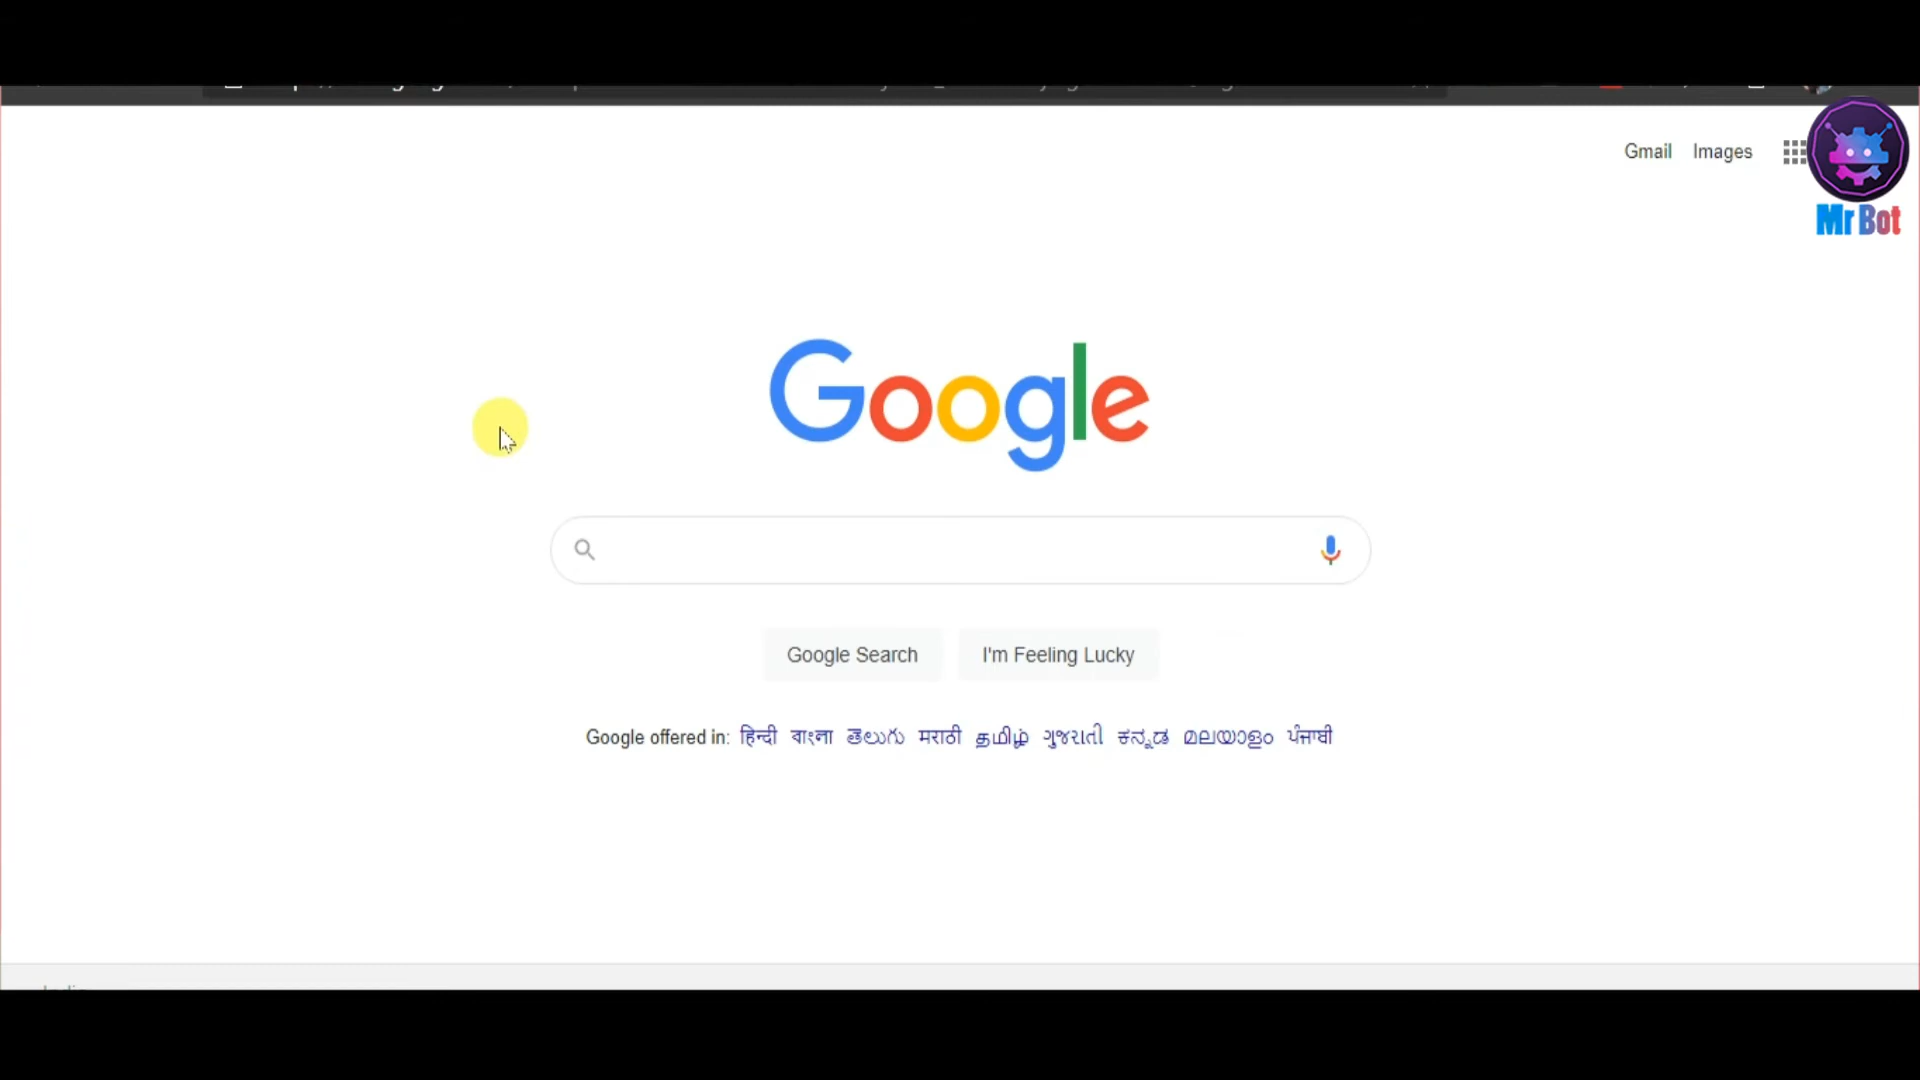 Gmail Images
Mr Bot
Google
Google Search I'm Feeling Lucky
Google offered in: हिन्दी বাংলা తెలుగు मराठी தமிழ் ગુજરાતી ಕನ್ನಡ മലയാളം ਪੰਜਾਬੀ